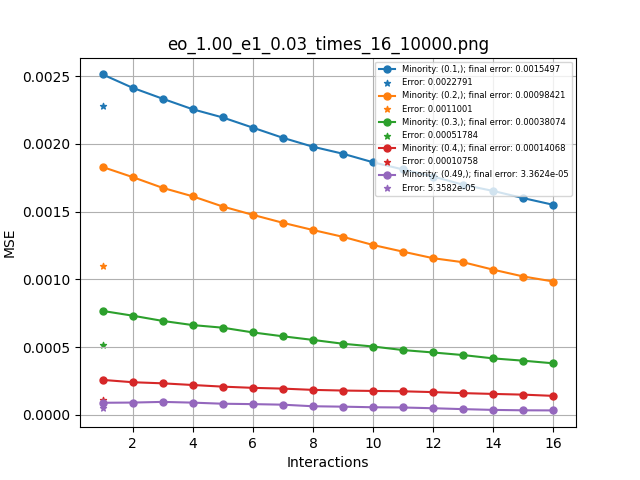 eo_1.00_e1_0.03_times_16_10000.png
Minority: (0.1,); final error: 0.0015497
Error: 0.0022791
Minority: (0.2,); final error: 0.00098421
Error: 0.0011001
Minority: (0.3,); final error: 0.00038074
Error: 0.00051784
Minority: (0.4,); final error: 0.00014068
Error: 0.00010758
Minority: (0.49,); final error: 3.3624e-05
Error: 5.3582e-05
MSE
0.0025
0.0020
0.0015
0.0010
0.0005
0.0000
2 4 6 8 10 12 14 16
Interactions